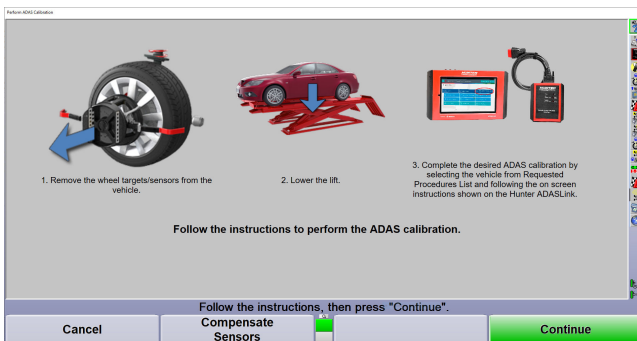 Perform ADAS Calibration
1. Remove the wheel targets/sensors from the
vehicle.
2. Lower the lift.
3. Complete the desired ADAS calibration by
selecting the vehicle from Requested
Procedures List and following the on screen
instructions shown on the Hunter ADASLink.
Follow the instructions to perform the ADAS calibration.
Follow the instructions, then press "Continue".
Cancel
Compensate
Sensors
Continue